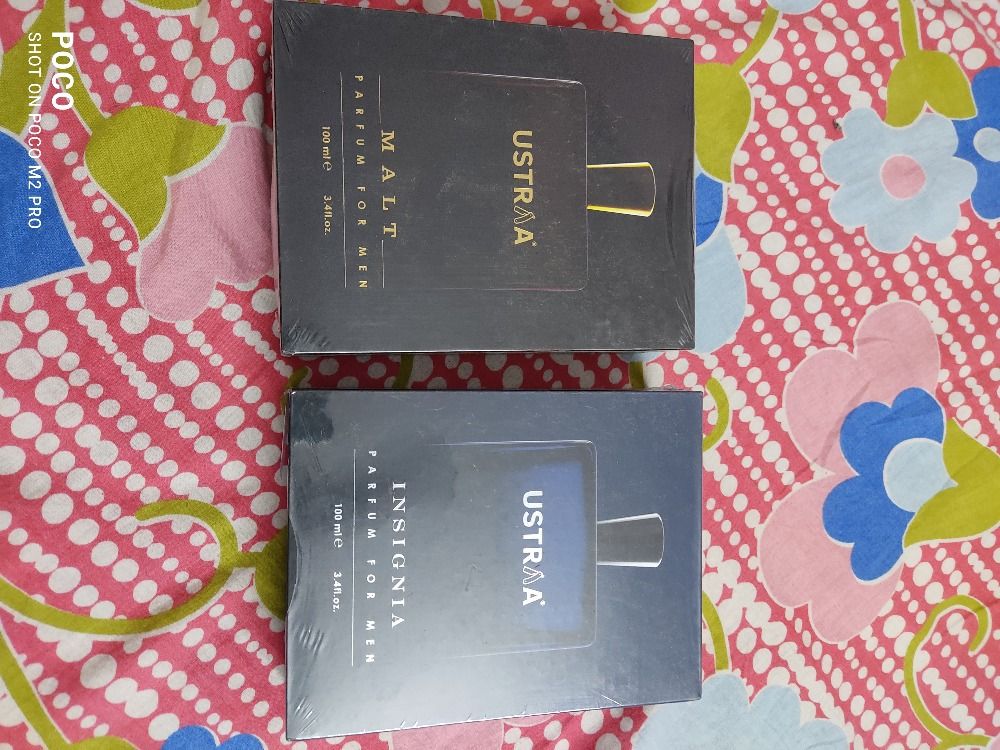 USTRAA®
MALT
PARFUM FOR MEN
100 ml e 3.4fl.oz.
USTRAA®
INSIGNIA
PARFUM FOR MEN
100 ml e 3.4fl.oz.
POCO
SHOT ON POCO M2 PRO